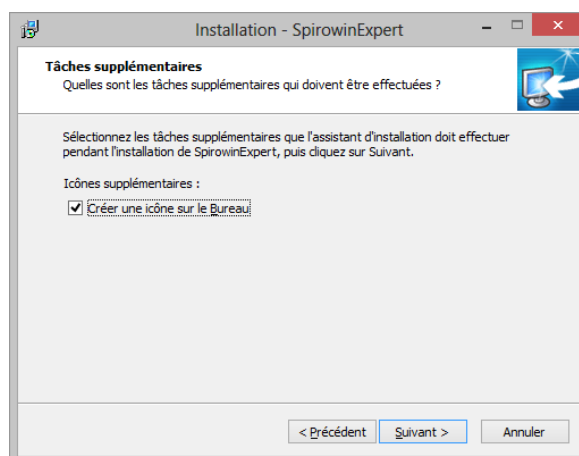 Installation - SpirowinExpert
Tâches supplémentaires
Quelles sont les tâches supplémentaires qui doivent être effectuées ?
Sélectionnez les tâches supplémentaires que l'assistant d'installation doit effectuer
pendant l'installation de SpirowinExpert, puis cliquez sur Suivant.
Icônes supplémentaires :
Créer une icône sur le Bureau
< Précédent
Suivant >
Annuler